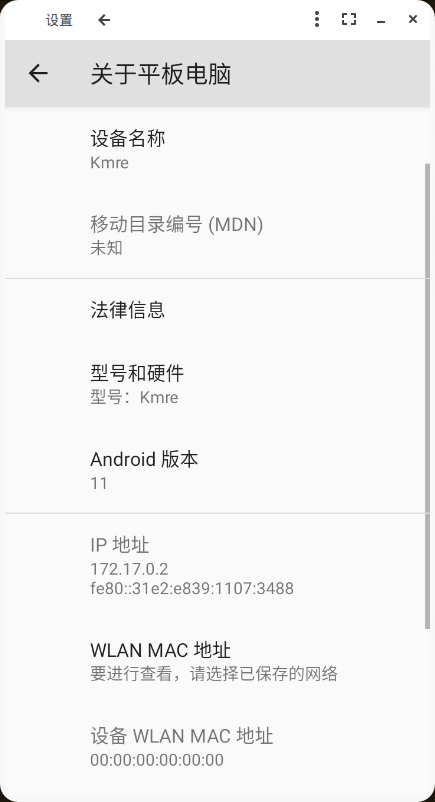 设置
关于平板电脑
设备名称
Kmre
移动目录编号 (MDN)
未知
法律信息
型号和硬件
型号：Kmre
Android 版本
11
IP 地址
172.17.0.2
fe80::31e2:e839:1107:3488
WLAN MAC 地址
要进行查看，请选择已保存的网络
设备 WLAN MAC 地址
00:00:00:00:00:00